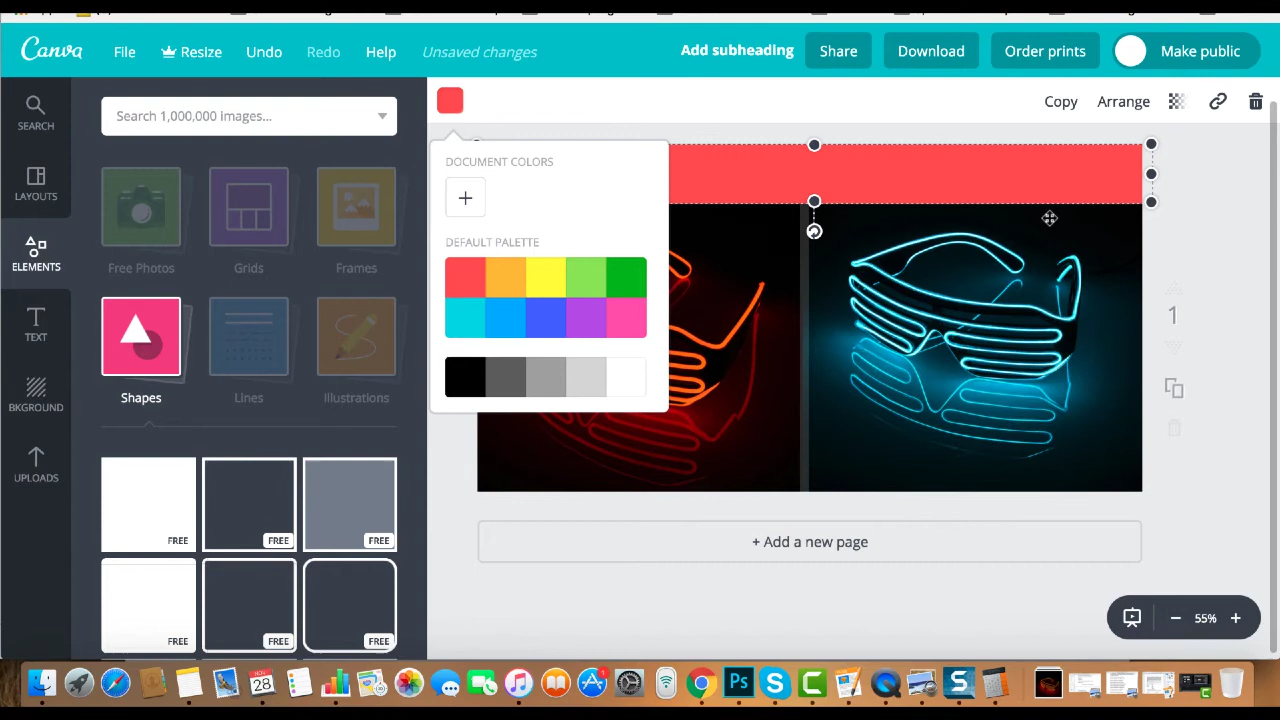 Canva
File
Resize
Undo
Redo
Help
Unsaved changes
Add subheading
Share
Download
Order prints
Make public
SEARCH
LAYOUTS
ELEMENTS
TEXT
BKGROUND
UPLOADS
Search 1,000,000 images...
Free Photos
Grids
Frames
Shapes
Lines
Illustrations
FREE
FREE
FREE
FREE
FREE
FREE
Copy
Arrange
DOCUMENT COLORS
+
DEFAULT PALETTE
1
+ Add a new page
55%
NOV
28
Ps